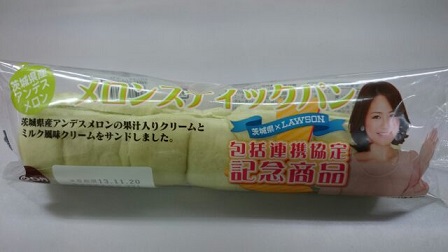 茨城県産
アンデス
メロン
メロンスティックパン
茨城県×LAWSON
茨城県産アンデスメロンの果汁入りクリームと
ミルク風味クリームをサンドしました。
包括連携協定
記念商品
13.11.20